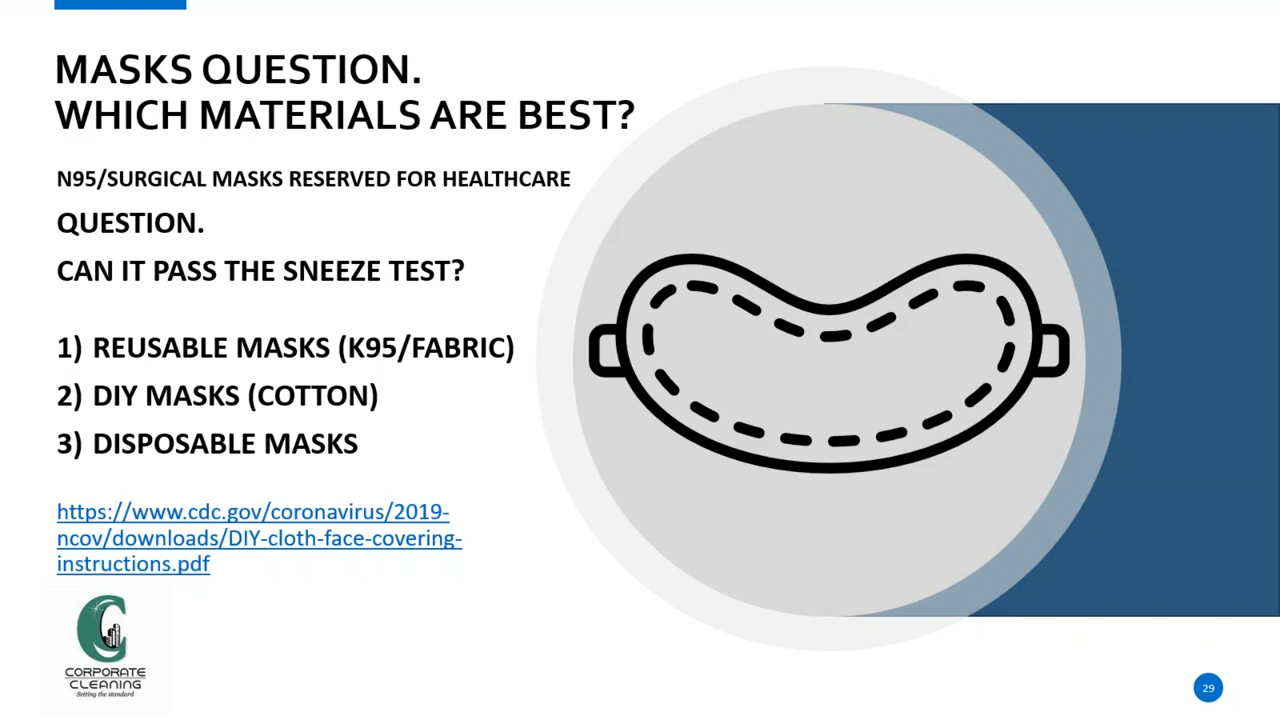 MASKS QUESTION.
WHICH MATERIALS ARE BEST?
N95/SURGICAL MASKS RESERVED FOR HEALTHCARE
QUESTION.
CAN IT PASS THE SNEEZE TEST?
1) REUSABLE MASKS (K95/FABRIC)
2) DIY MASKS (COTTON)
3) DISPOSABLE MASKS
https://www.cdc.gov/coronavirus/2019-
ncov/downloads/DIY-cloth-face-covering-
instructions.pdf
CORPORATE
CLEANING
Setting the standard
29